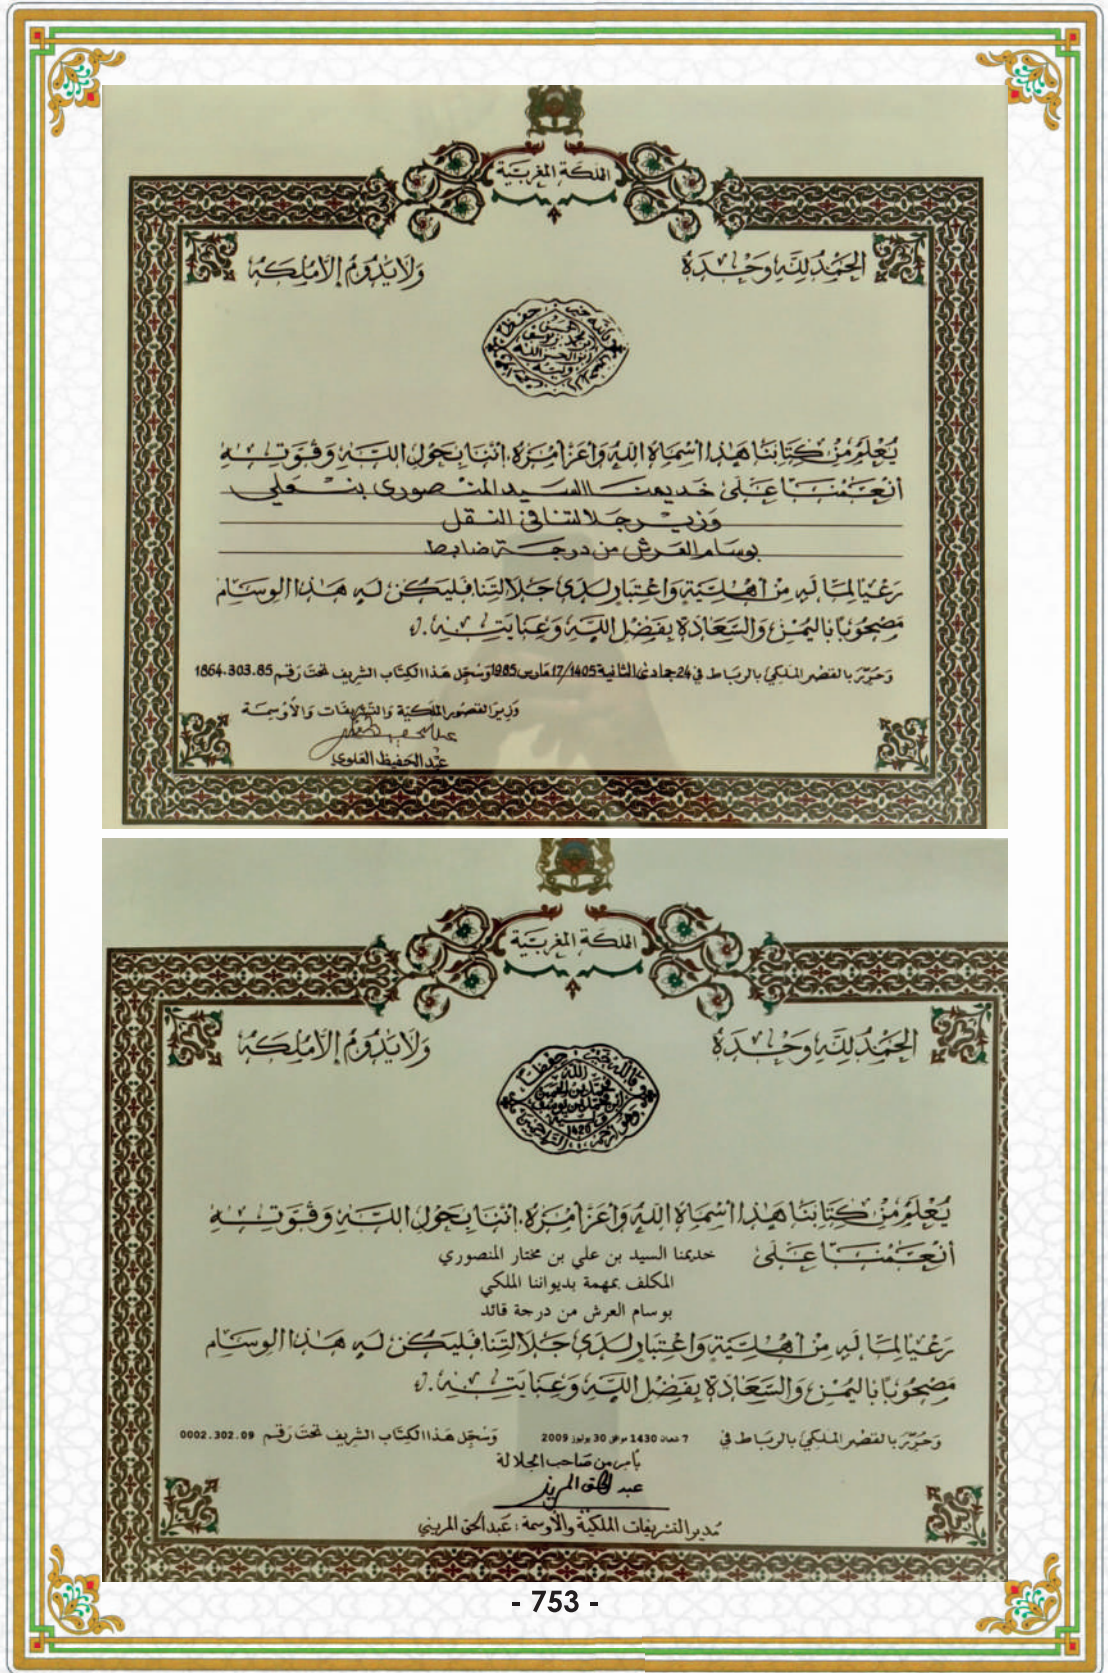 المملكة المغربية
الحمد لله وحده
ولا يدوم إلا ملكه
يعلم من كتابنا هذا أسماه الله وأعز أمره أننا بحول الله وقوته
أنعمنا على خديمنا السيد المنصوري بنعلي
وزير جلالتنا في النقل
بوسام العرش من درجة ضابط
رعيا لما له من أهلية واعتبار لدى جلالتنا فليكن له هذا الوسام
مصحوبا باليمن والسعادة بفضل الله وعنايته.
وحرر بالقصر الملكي بالرباط في 24 جمادى الثانية 1405/17 مارس 1985 وسجل هذا الكتاب الشريف تحت رقم 1864.303.85
وزير القصور الملكية والتشريفات والأوسمة
عبد الحفيظ العلوي
المملكة المغربية
الحمد لله وحده
ولا يدوم إلا ملكه
محمد بن الحسن
ابن محمد بن يوسف
1420
يعلم من كتابنا هذا أسماه الله وأعز أمره أننا بحول الله وقوته
أنعمنا على خديمنا السيد بن علي بن مختار المنصوري
المكلف بمهمة بديواننا الملكي
بوسام العرش من درجة قائد
رعيا لما له من أهلية واعتبار لدى جلالتنا فليكن له هذا الوسام
مصحوبا باليمن والسعادة بفضل الله وعنايته.
وحرر بالقصر الملكي بالرباط في 7 شعبان 1430 موافق 30 يوليوز 2009 وسجل هذا الكتاب الشريف تحت رقم 0002.302.09
بأمر من صاحب الجلالة
عبد الحق المريني
مدير التشريفات الملكية والأوسمة : عبد الحق المريني
- 753 -